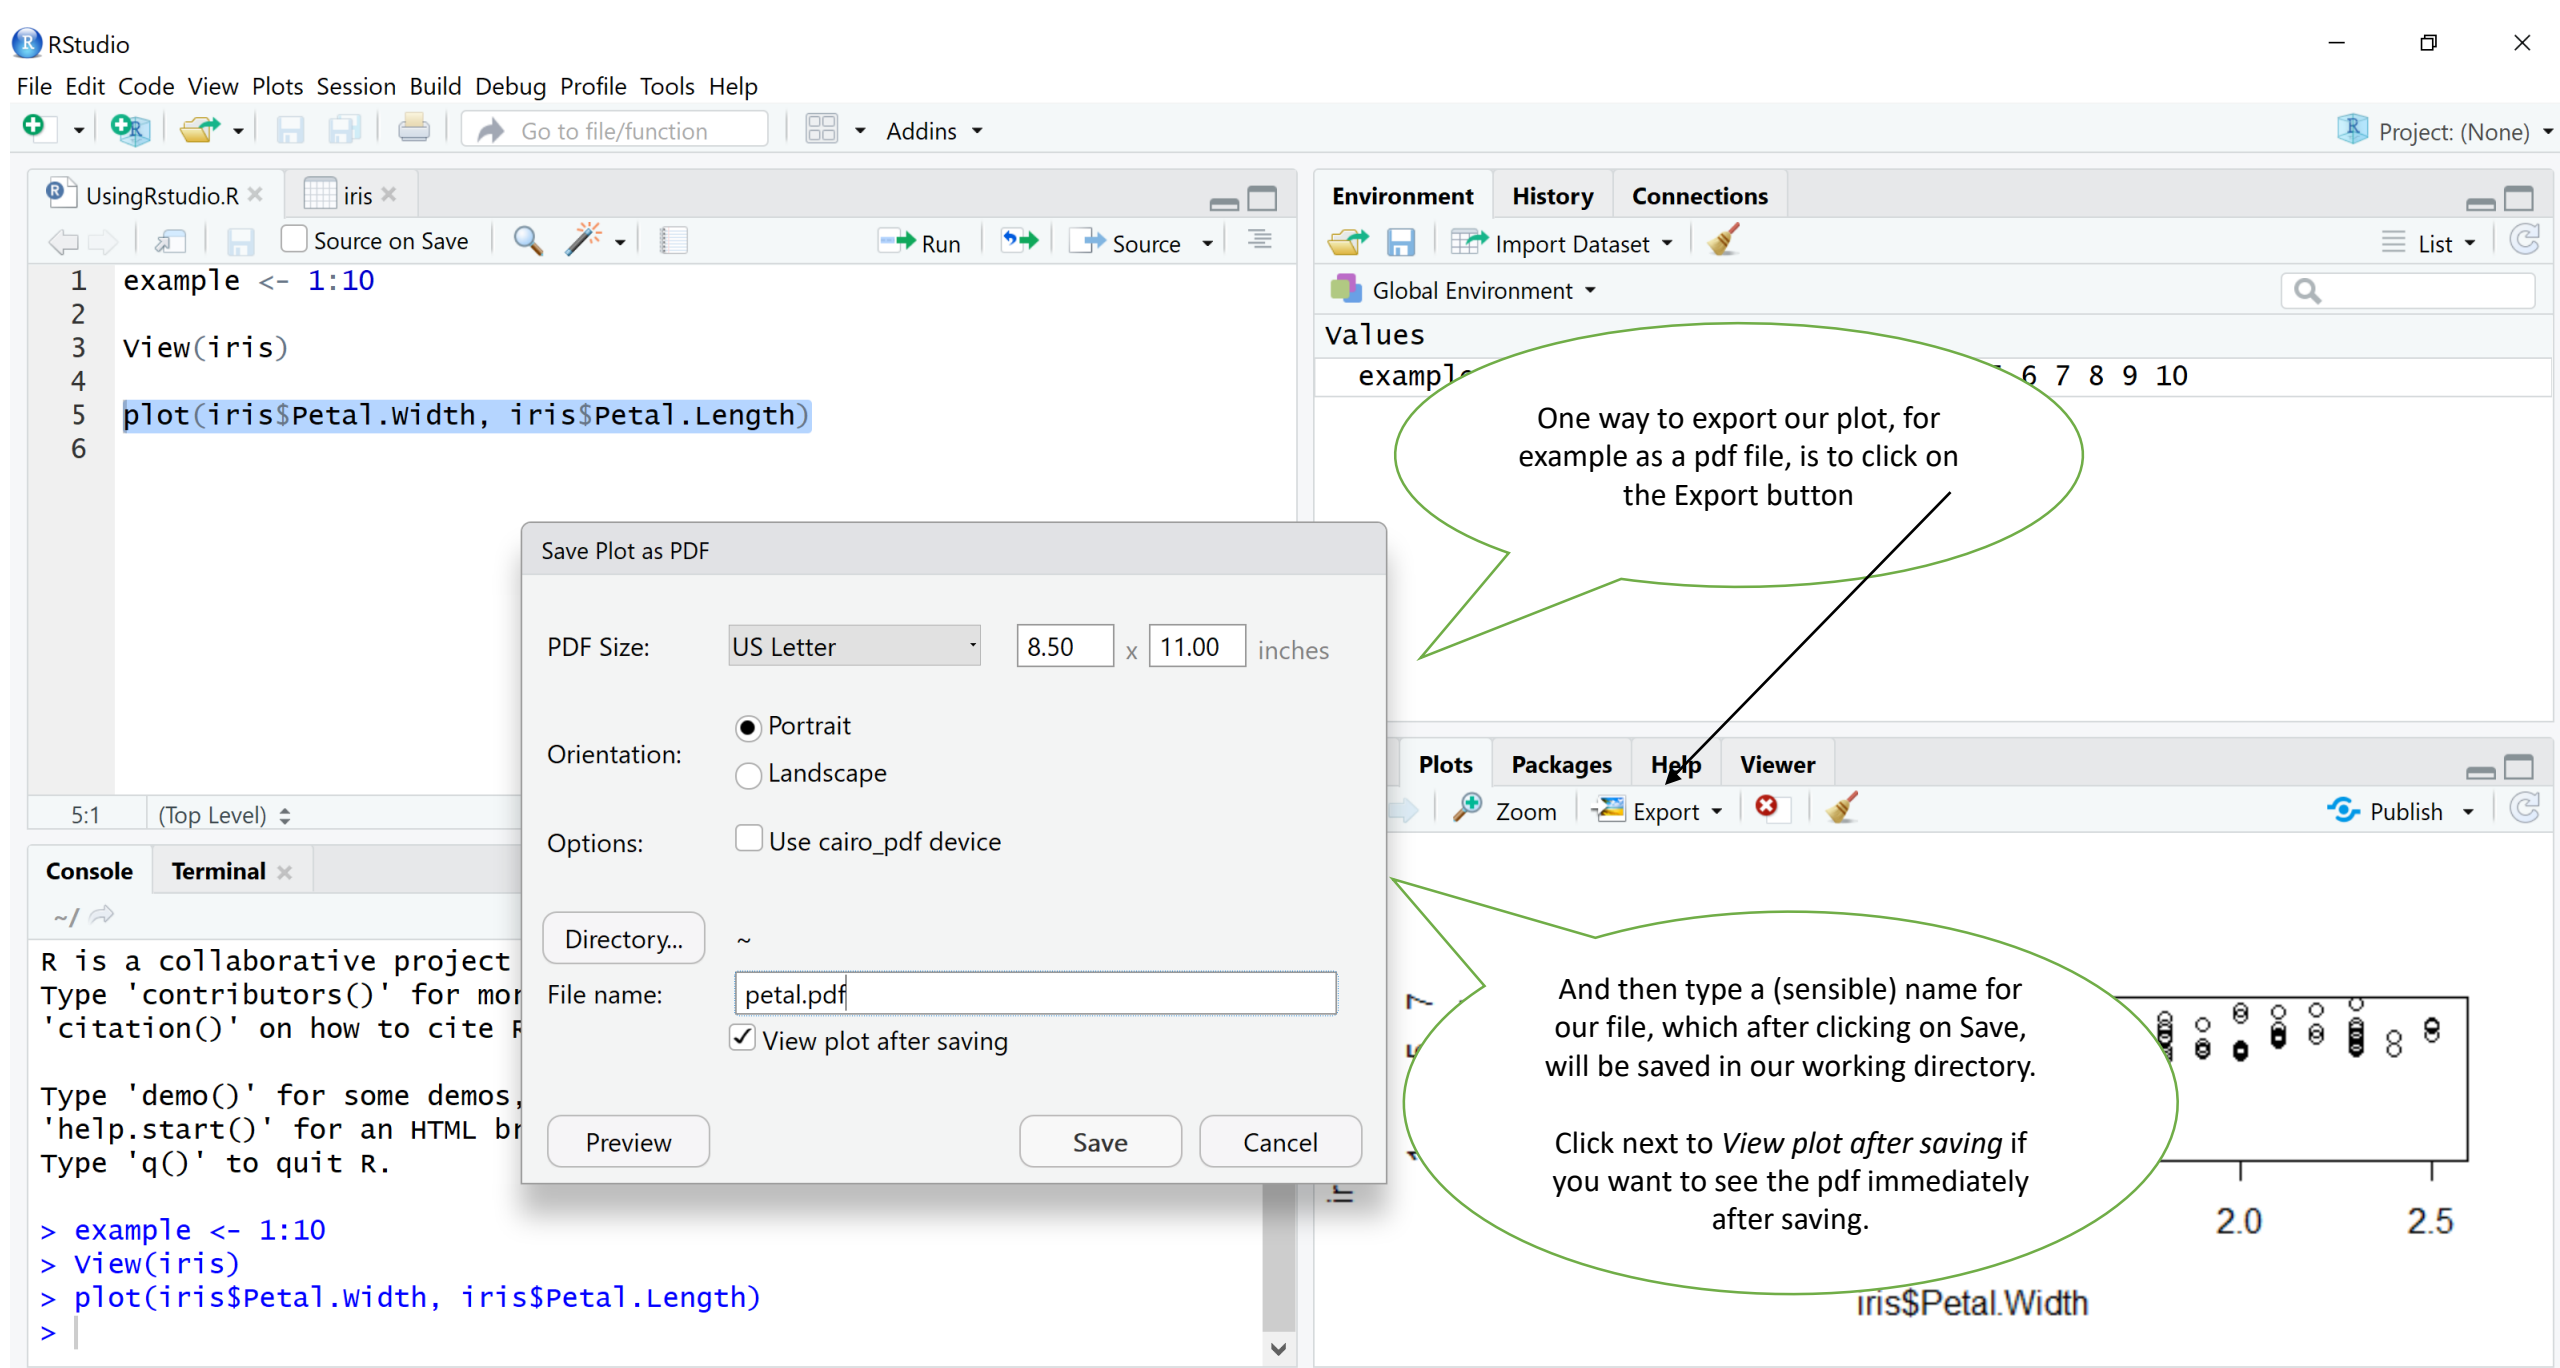 RStudio
File Edit Code View Plots Session Build Debug Profile Tools Help
Go to file/function
Addins
Project: (None)
UsingRstudio.R
iris
Source on Save
Run
Source
1 example <- 1:10
2
3 View(iris)
4
5 plot(iris$Petal.Width, iris$Petal.Length)
6
5:1
(Top Level)
Environment
History
Connections
Import Dataset
List
Global Environment
Values
6 7 8 9 10
One way to export our plot, for
example as a pdf file, is to click on
the Export button
Save Plot as PDF
PDF Size:
US Letter
8.50 x 11.00 inches
Orientation:
Portrait
Landscape
Options:
Use cairo_pdf device
Directory...
~
File name:
petal.pdf
View plot after saving
Preview
Save
Cancel
Console
Terminal
~/
R is a collaborative project
Type 'contributors()' for
'citation()' on how to cite
Type 'demo()' for some demos,
'help.start()' for an HTML
Type 'q()' to quit R.
> example <- 1:10
> View(iris)
> plot(iris$Petal.Width, iris$Petal.Length)
>
Plots
Packages
Help
Viewer
Zoom
Export
Publish
And then type a (sensible) name for
our file, which after clicking on Save,
will be saved in our working directory.
Click next to View plot after saving if
you want to see the pdf immediately
after saving.
7
2.0
2.5
iris$Petal.Width